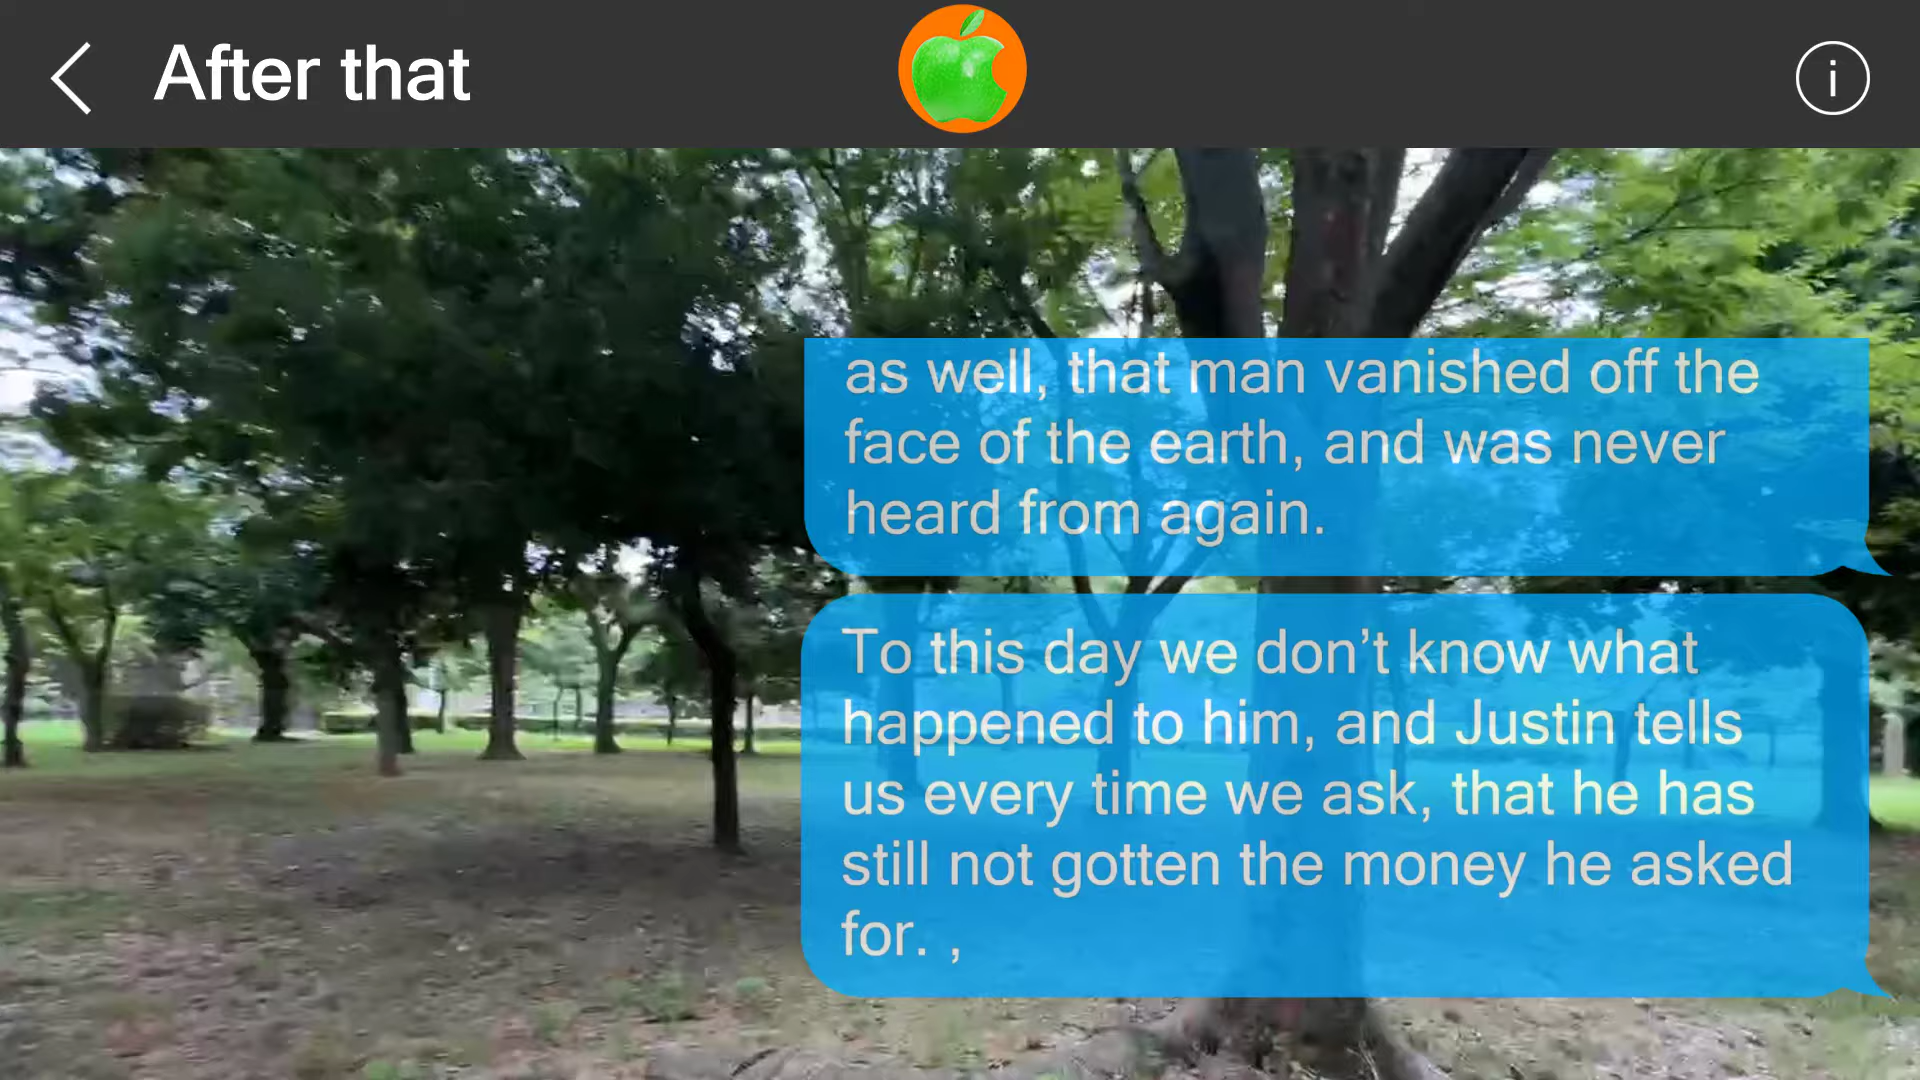 After that
i
as well, that man vanished off the
face of the earth, and was never
heard from again.
To this day we don’t know what
happened to him, and Justin tells
us every time we ask, that he has
still not gotten the money he asked
for. ,